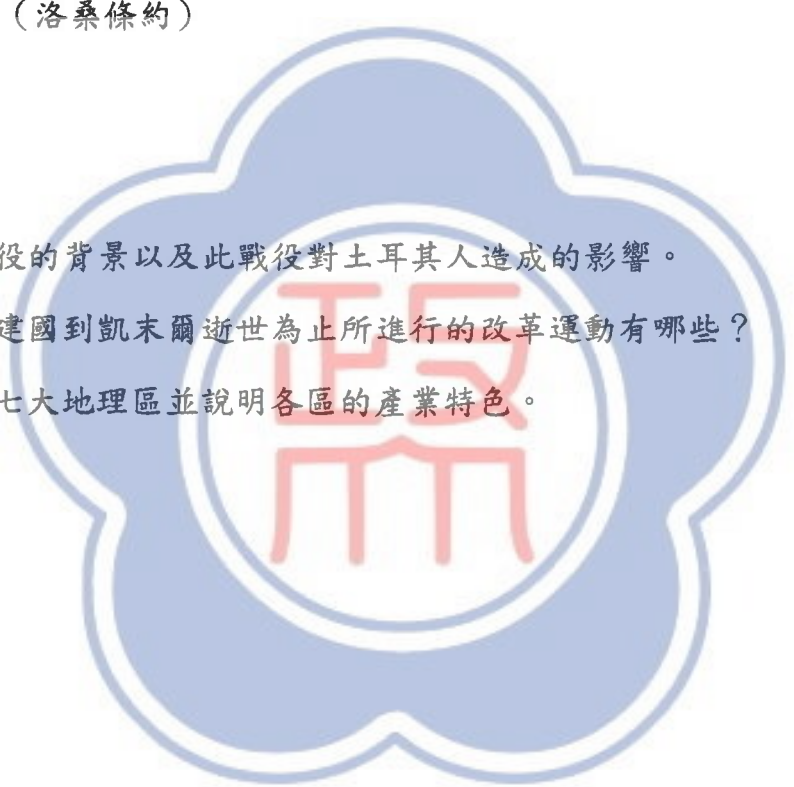 （洛桑條約）
役的背景以及此戰役對土耳其人造成的影響。
建國到凱末爾逝世為止所進行的改革運動有哪些？
七大地理區並說明各區的產業特色。
政大